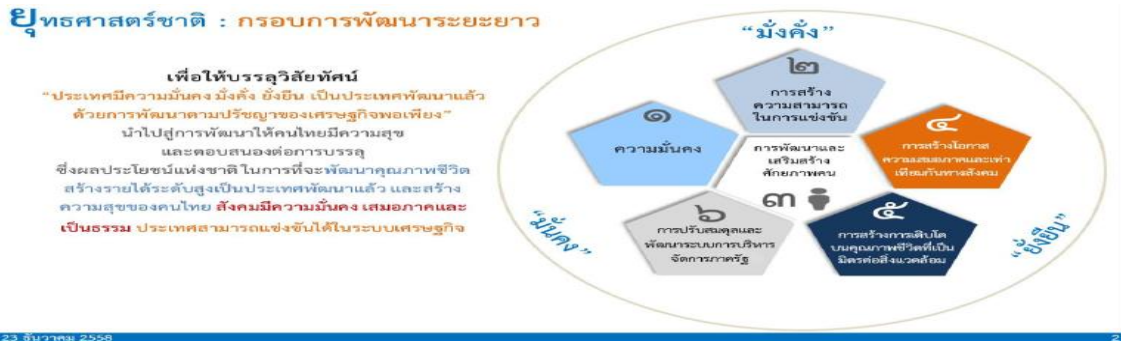 ยุทธศาสตร์ชาติ : กรอบการพัฒนาระยะยาว
เพื่อให้บรรลุวิสัยทัศน์
“ประเทศมีความมั่นคง มั่งคั่ง ยั่งยืน เป็นประเทศพัฒนาแล้ว
ด้วยการพัฒนาตามปรัชญาของเศรษฐกิจพอเพียง”
นำไปสู่การพัฒนาให้คนไทยมีความสุข
และตอบสนองต่อการบรรลุ
ซึ่งผลประโยชน์แห่งชาติ ในการที่จะพัฒนาคุณภาพชีวิต
สร้างรายได้ระดับสูงเป็นประเทศพัฒนาแล้ว และสร้าง
ความสุขของคนไทย สังคมมีความมั่นคง เสมอภาคและ
เป็นธรรม ประเทศสามารถแข่งขันได้ในระบบเศรษฐกิจ
“มั่งคั่ง”
๒
การสร้าง
ความสามารถ
ในการแข่งขัน
๑
ความมั่นคง
การพัฒนาและ
เสริมสร้าง
ศักยภาพคน
๓
๔
การสร้างโอกาส
ความเสมอภาคและเท่า
เทียมกันทางสังคม
๖
การปรับสมดุลและ
พัฒนาระบบการบริหาร
จัดการภาครัฐ
๕
การสร้างการเติบโต
บนคุณภาพชีวิตที่เป็น
มิตรต่อสิ่งแวดล้อม
“มั่นคง”
“ยั่งยืน”
23 ธันวาคม 2558
2